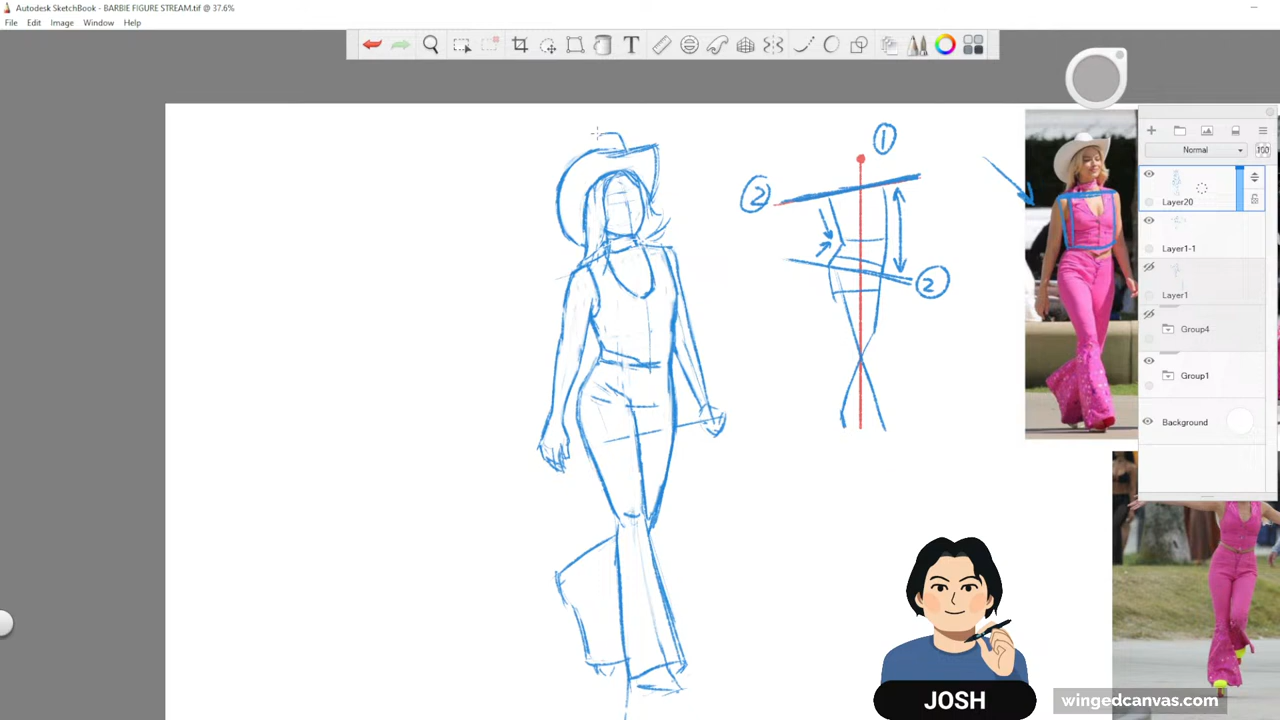 Autodesk SketchBook - BARBIE FIGURE STREAM.tif @ 37.6%
File Edit Image Window Help
T
1
2
2
Normal
100
Layer20
Layer1-1
Layer1
Group4
Group1
Background
JOSH
wingedcanvas.com